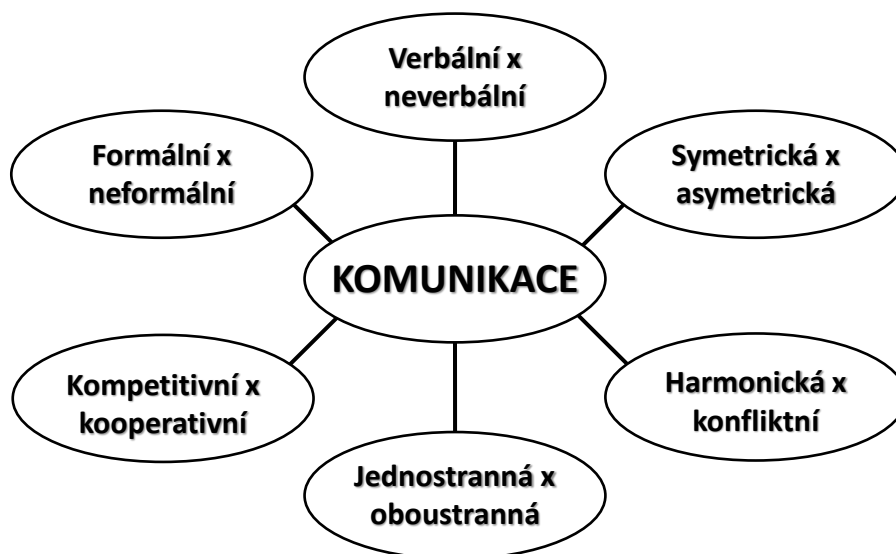 Verbální x
neverbální
Formální x
neformální
Symetrická x
asymetrická
KOMUNIKACE
Kompetitivní x
kooperativní
Harmonická x
konfliktní
Jednostranná x
oboustranná